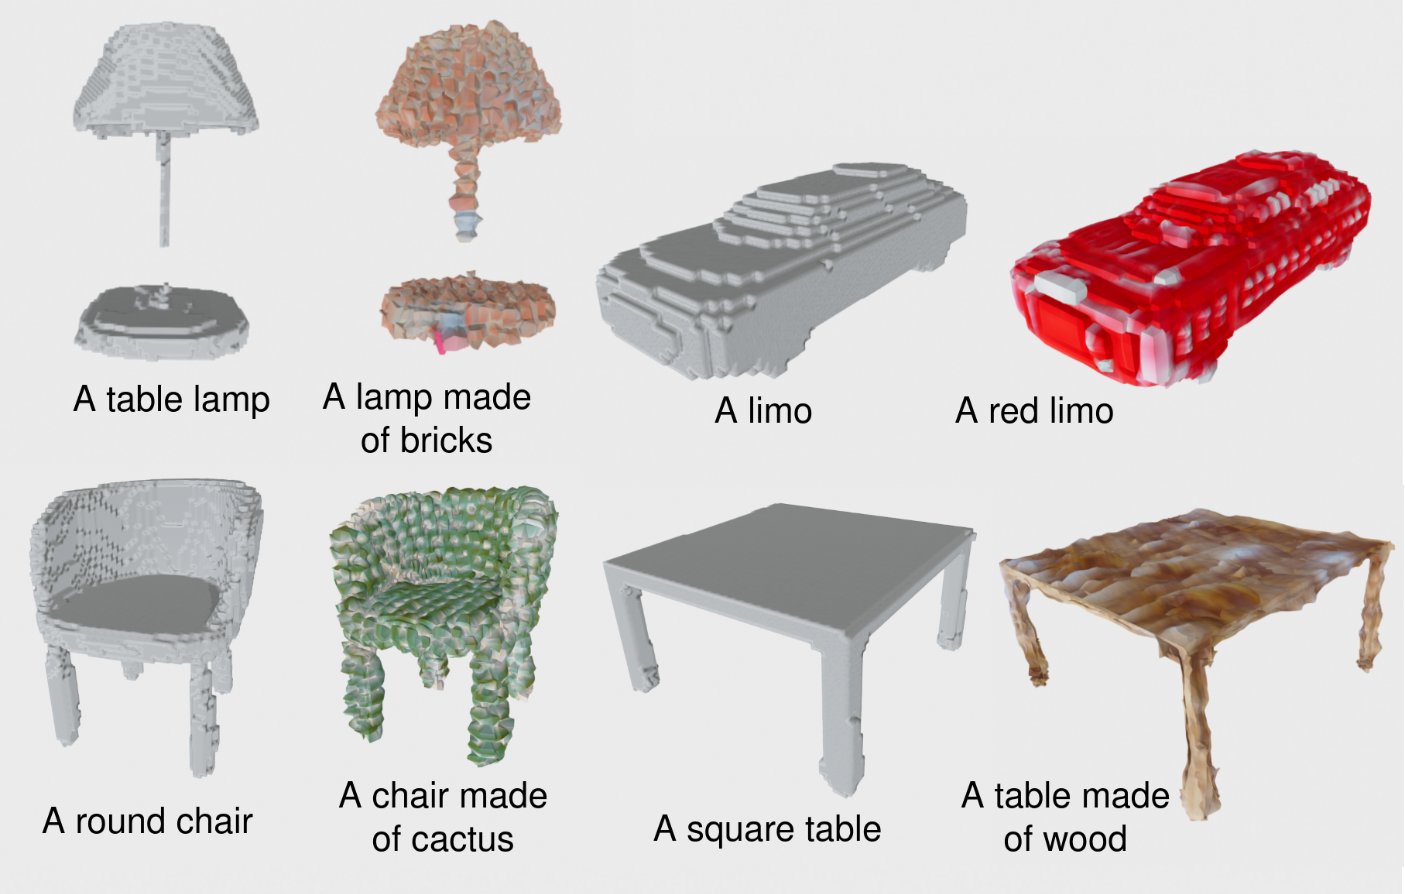 A table lamp
A lamp made
of bricks
A limo
A red limo
A round chair
A chair made
of cactus
A square table
A table made
of wood